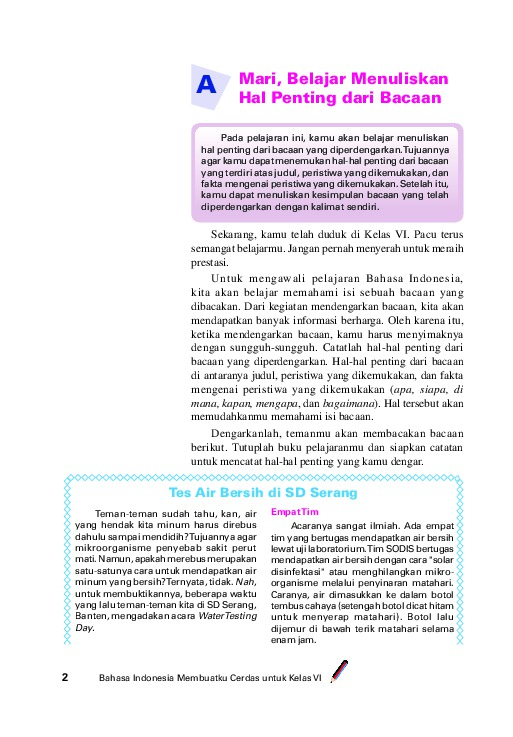 A
Mari, Belajar Menuliskan
Hal Penting dari Bacaan
Pada pelajaran ini, kamu akan belajar menuliskan
hal penting dari bacaan yang diperdengarkan. Tujuannya
agar kamu dapat menemukan hal-hal penting dari bacaan
yang terdiri atas judul, peristiwa yang dikemukakan, dan
fakta mengenai peristiwa yang dikemukakan. Setelah itu,
kamu dapat menuliskan kesimpulan bacaan yang telah
diperdengarkan dengan kalimat sendiri.
Sekarang, kamu telah duduk di Kelas VI. Pacu terus
semangat belajarmu. Jangan pernah menyerah untuk meraih
prestasi.
Untuk mengawali pelajaran Bahasa Indonesia,
kita akan belajar memahami isi sebuah bacaan yang
dibacakan. Dari kegiatan mendengarkan bacaan, kita akan
mendapatkan banyak informasi berharga. Oleh karena itu,
ketika mendengarkan bacaan, kamu harus menyimaknya
dengan sungguh-sungguh. Catatlah hal-hal penting dari
bacaan yang diperdengarkan. Hal-hal penting dari bacaan
di antaranya judul, peristiwa yang dikemukakan, dan fakta
mengenai peristiwa yang dikemukakan (apa, siapa, di
mana, kapan, mengapa, dan bagaimana). Hal tersebut akan
memudahkanmu memahami isi bacaan.
Dengarkanlah, temanmu akan membacakan bacaan
berikut. Tutuplah buku pelajaranmu dan siapkan catatan
untuk mencatat hal-hal penting yang kamu dengar.
Tes Air Bersih di SD Serang
Teman-teman sudah tahu, kan, air
yang hendak kita minum harus direbus
dahulu sampai mendidih? Tujuannya agar
mikroorganisme penyebab sakit perut
mati. Namun, apakah merebus merupakan
satu-satunya cara untuk mendapatkan air
minum yang bersih? Ternyata, tidak. Nah,
untuk membuktikannya, beberapa waktu
yang lalu teman-teman kita di SD Serang,
Banten, mengadakan acara Water Testing
Day.
Empat Tim
Acaranya sangat ilmiah. Ada empat
tim yang bertugas mendapatkan air bersih
lewat uji laboratorium. Tim SODIS bertugas
mendapatkan air bersih dengan cara "solar
disinfektasi" atau menghilangkan mikro-
organisme melalui penyinaran matahari.
Caranya, air dimasukkan ke dalam botol
tembus cahaya (setengah botol dicat hitam
untuk menyerap matahari). Botol lalu
dijemur di bawah terik matahari selama
enam jam.
2 Bahasa Indonesia Membuatku Cerdas untuk Kelas VI